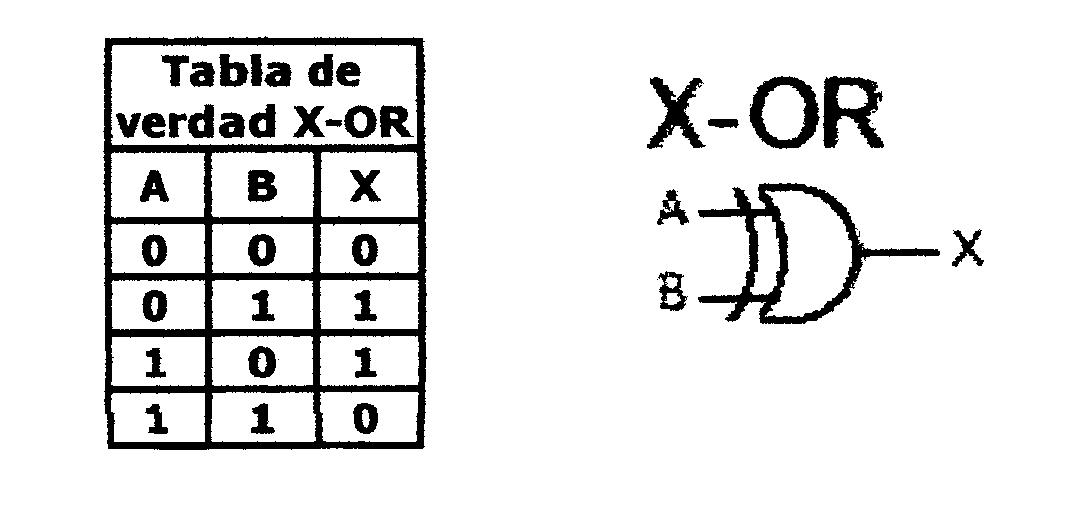 Tabla de
verdad X-OR
A B X
0 0 0
0 1 1
1 0 1
1 1 0
X-OR
A
B
X